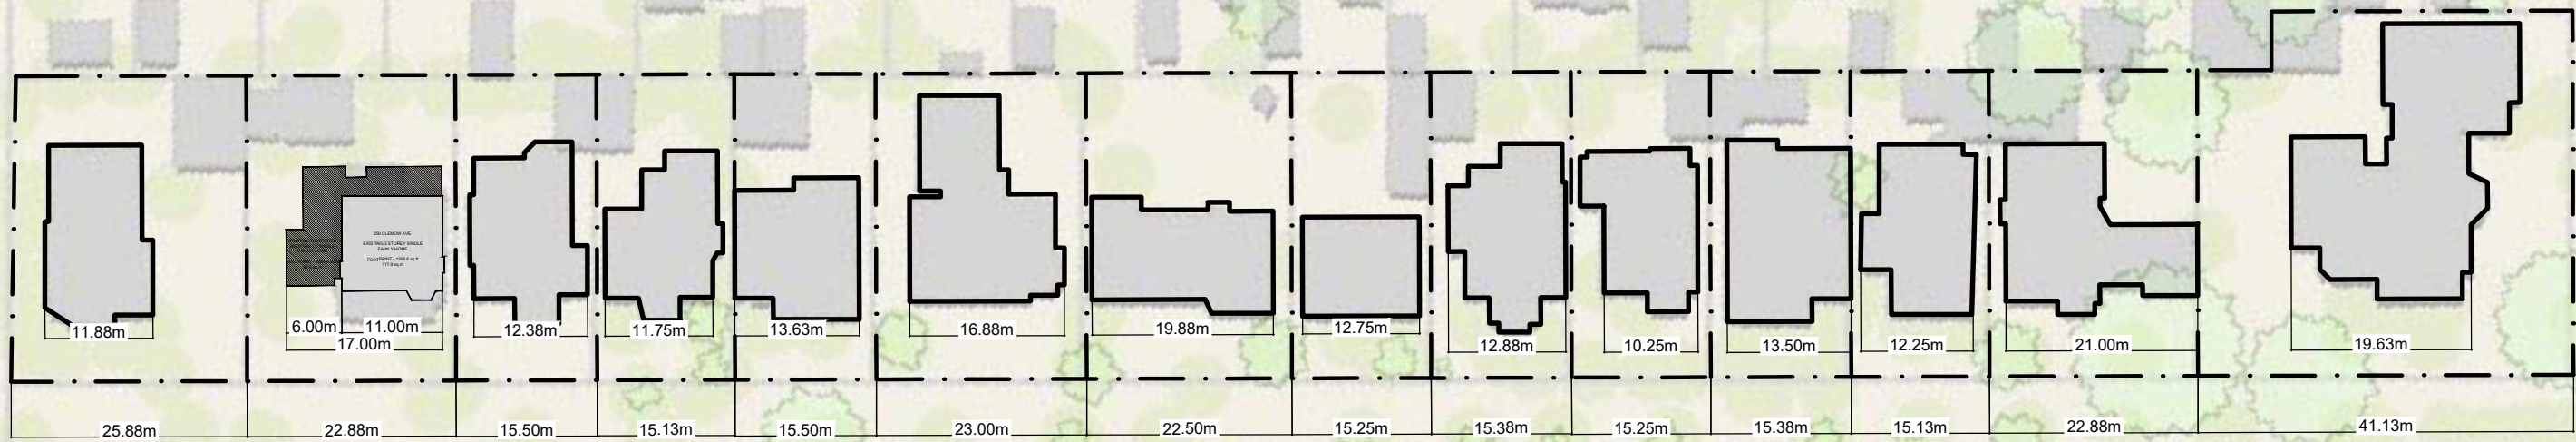 258 CLEMOW AVE.
EXISTING 3 STOREY SINGLE
FAMILY HOME
11.88m
6.00m
11.00m
17.00m
12.38m
11.75m
13.63m
16.88m
19.88m
12.75m
12.88m
10.25m
13.50m
12.25m
21.00m
19.63m
25.88m
22.88m
15.50m
15.13m
15.50m
23.00m
22.50m
15.25m
15.38m
15.25m
15.38m
15.13m
22.88m
41.13m